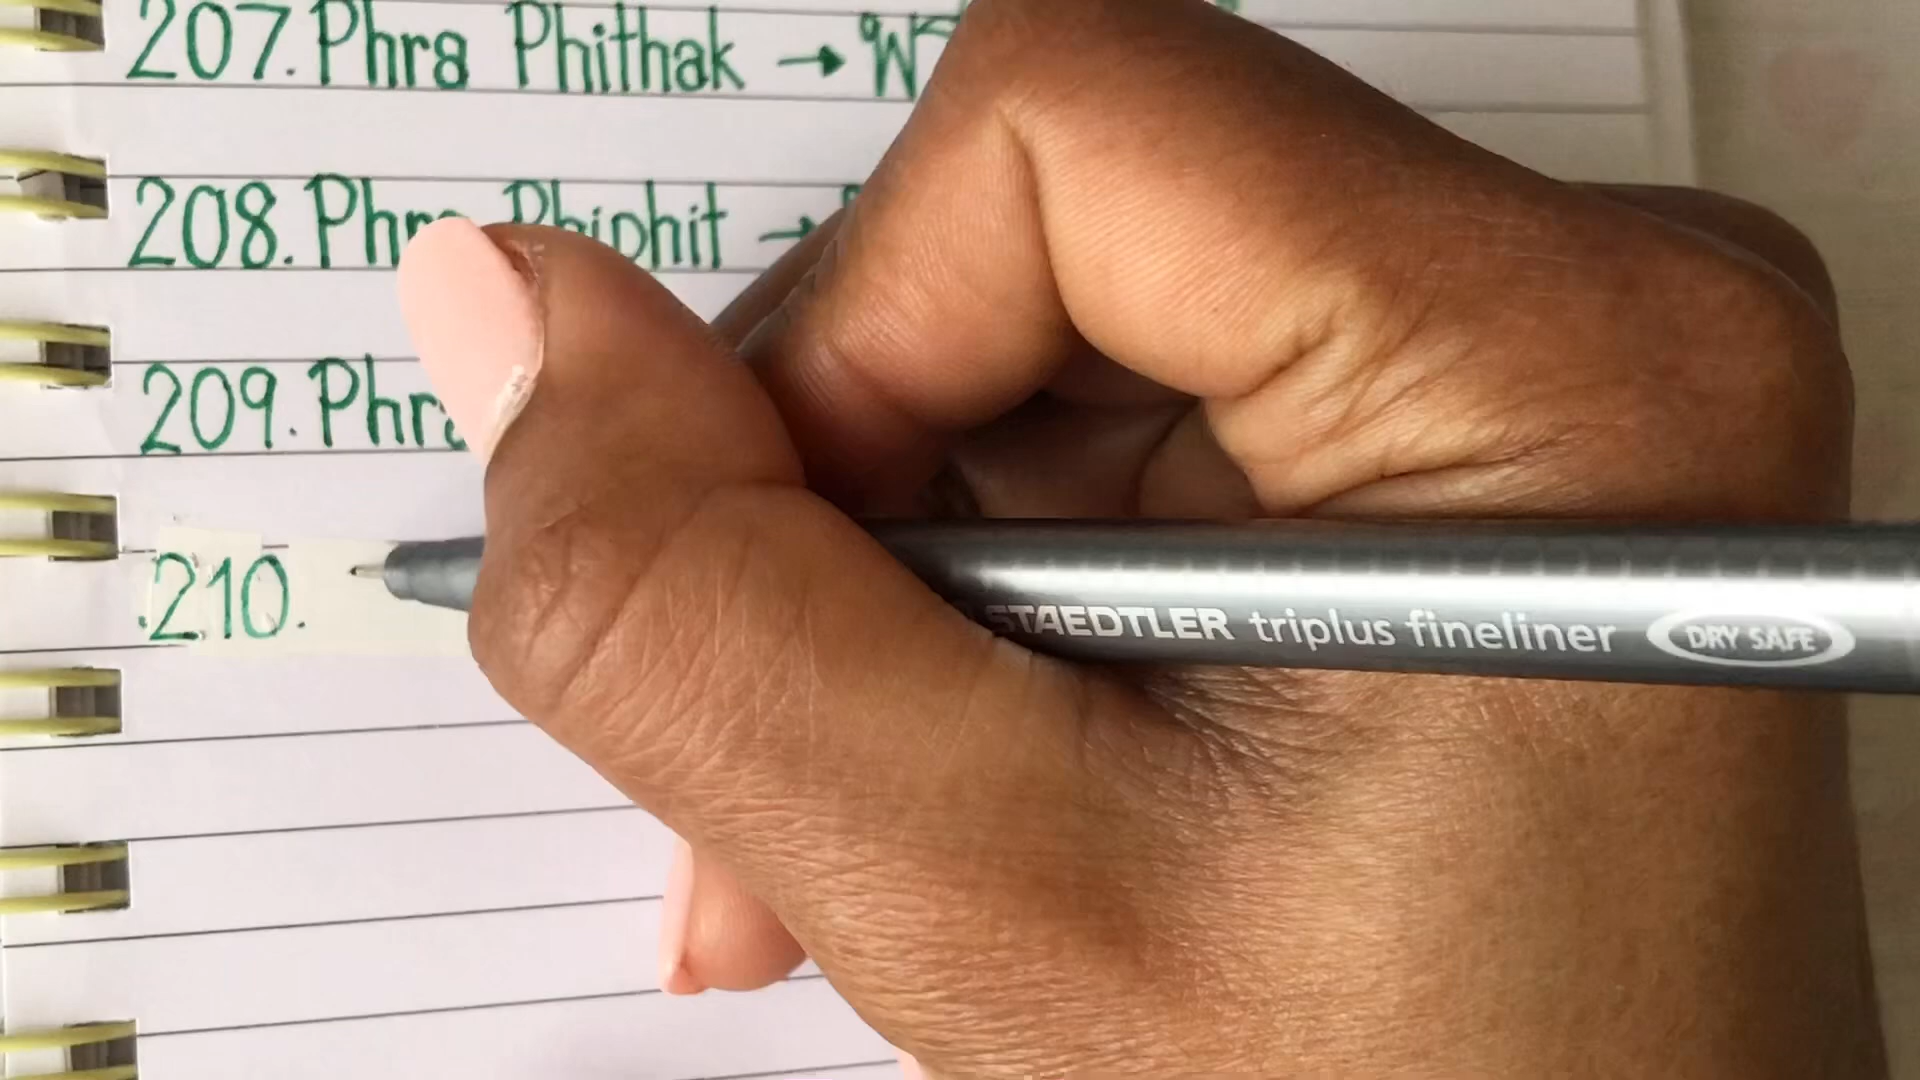 207. Phra Phithak →
208. Phra Phiphit →
209. Phra
210.
STAEDTLER triplus fineliner DRY SAFE